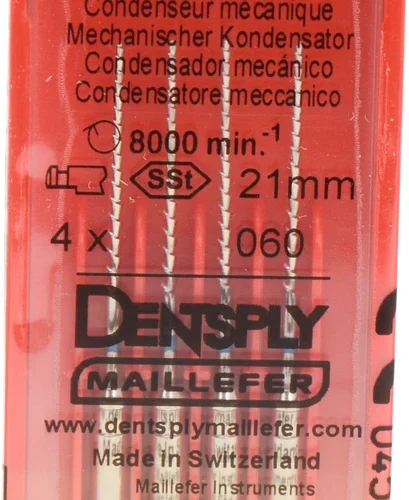 Condenseur mécanique
Mechanischer Kondensator
Condensador mecánico
Condensatore meccanico
8000 min.-1
SSt 21mm
4 x 060
DENTSPLY
MAILLEFER
www.dentsplymaillefer.com
Made in Switzerland
Maillefer Instruments